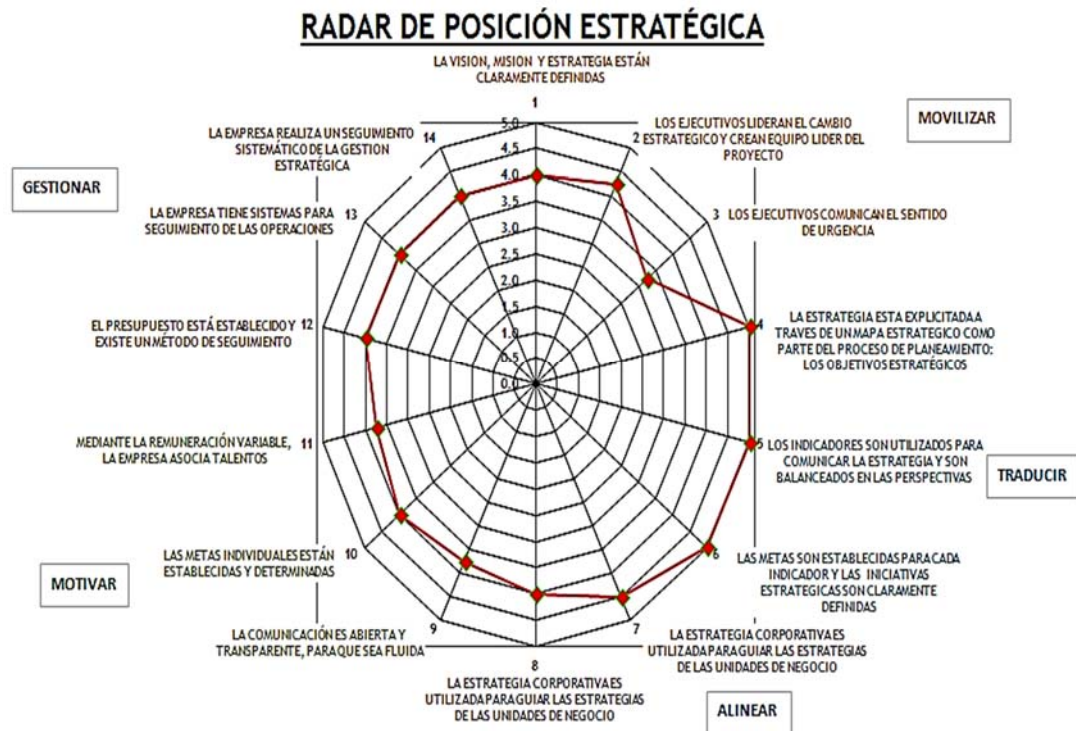 RADAR DE POSICIÓN ESTRATÉGICA
LA VISION, MISION Y ESTRATEGIA ESTÁN
CLARAMENTE DEFINIDAS
1
MOVILIZAR
LOS EJECUTIVOS LIDERAN EL CAMBIO
ESTRATEGICO Y CREAN EQUIPO LIDER DEL
PROYECTO
2
3
LOS EJECUTIVOS COMUNICAN EL SENTIDO
DE URGENCIA
4
LA ESTRATEGIA ESTA EXPLICITADA A
TRAVES DE UN MAPA ESTRATEGICO COMO
PARTE DEL PROCESO DE PLANEAMIENTO:
LOS OBJETIVOS ESTRATÉGICOS
5
LOS INDICADORES SON UTILIZADOS PARA
COMUNICAR LA ESTRATEGIA Y SON
BALANCEADOS EN LAS PERSPECTIVAS
TRADUCIR
6
LAS METAS SON ESTABLECIDAS PARA CADA
INDICADOR Y LAS INICIATIVAS
ESTRATEGICAS SON CLARAMENTE
DEFINIDAS
7
LA ESTRATEGIA CORPORATIVA ES
UTILIZADA PARA GUIAR LAS ESTRATEGIAS
DE LAS UNIDADES DE NEGOCIO
8
LA ESTRATEGIA CORPORATIVA ES
UTILIZADA PARA GUIAR LAS ESTRATEGIAS
DE LAS UNIDADES DE NEGOCIO
ALINEAR
9
LA COMUNICACIÓN ES ABIERTA Y
TRANSPARENTE, PARA QUE SEA FLUIDA
MOTIVAR
10
LAS METAS INDIVIDUALES ESTÁN
ESTABLECIDAS Y DETERMINADAS
11
MEDIANTE LA REMUNERACIÓN VARIABLE,
LA EMPRESA ASOCIA TALENTOS
12
EL PRESUPUESTO ESTÁ ESTABLECIDO Y
EXISTE UN MÉTODO DE SEGUIMIENTO
13
LA EMPRESA TIENE SISTEMAS PARA
SEGUIMIENTO DE LAS OPERACIONES
GESTIONAR
14
LA EMPRESA REALIZA UN SEGUIMIENTO
SISTEMÁTICO DE LA GESTION
ESTRATÉGICA
5.0
4.5
4.0
3.5
3.0
2.5
2.0
1.5
1.0
0.5
0.0